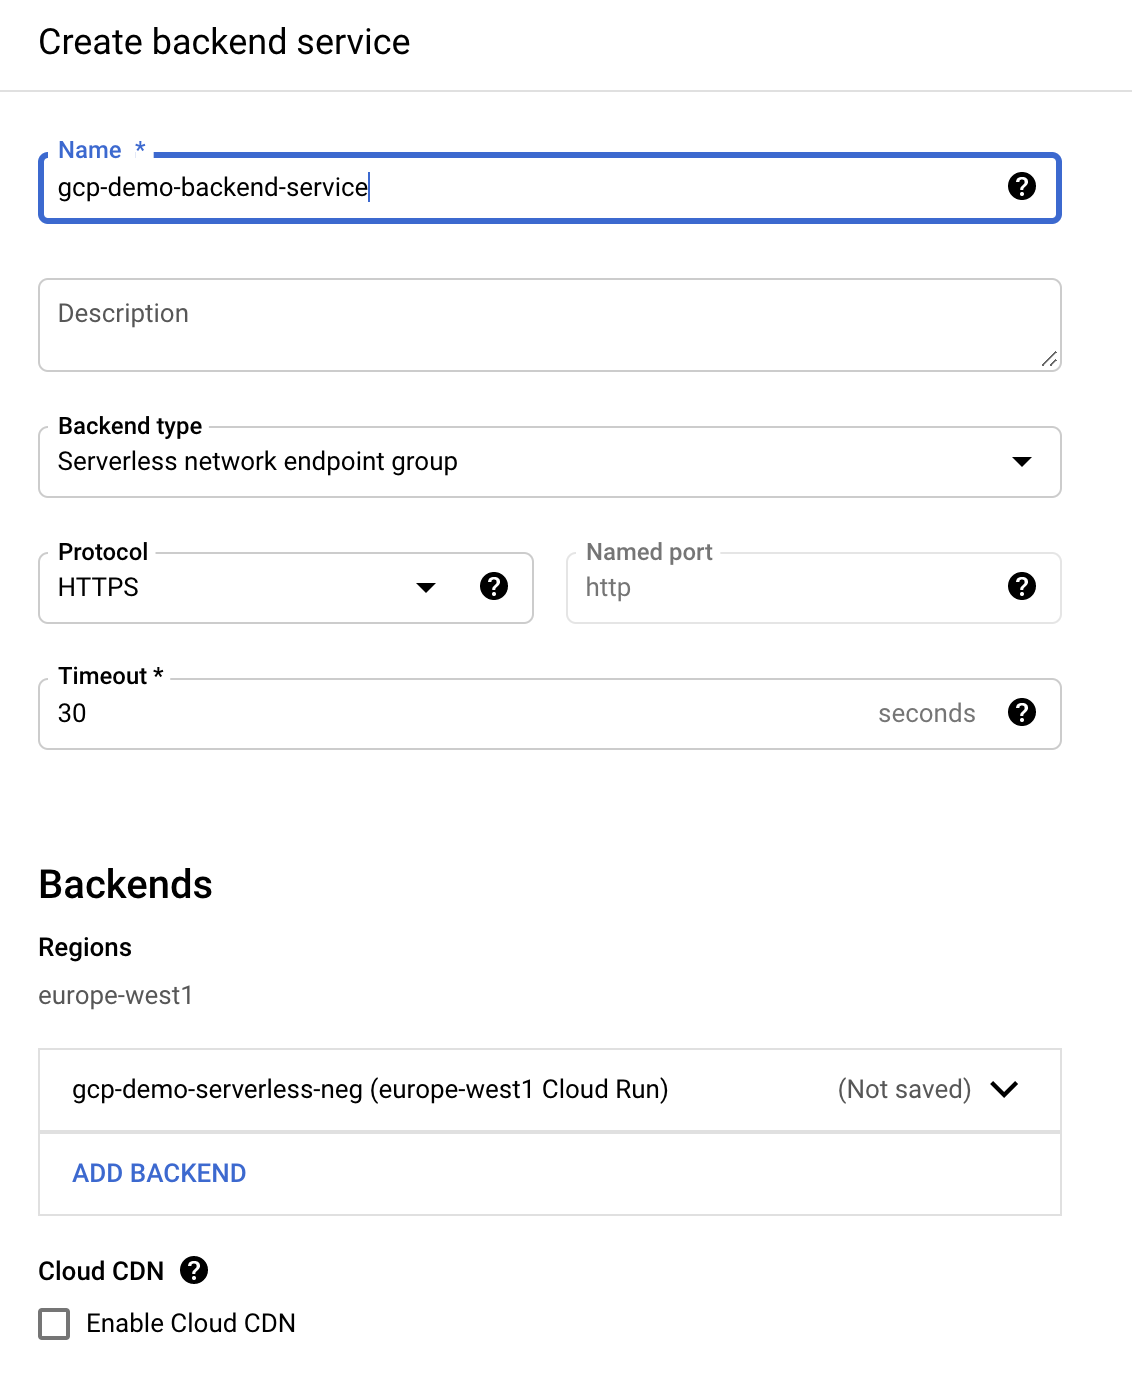 Create backend service
Name *
gcp-demo-backend-service
Description
Backend type
Serverless network endpoint group
Protocol
HTTPS
Named port
http
Timeout *
30
seconds
Backends
Regions
europe-west1
gcp-demo-serverless-neg (europe-west1 Cloud Run) (Not saved)
ADD BACKEND
Cloud CDN
Enable Cloud CDN